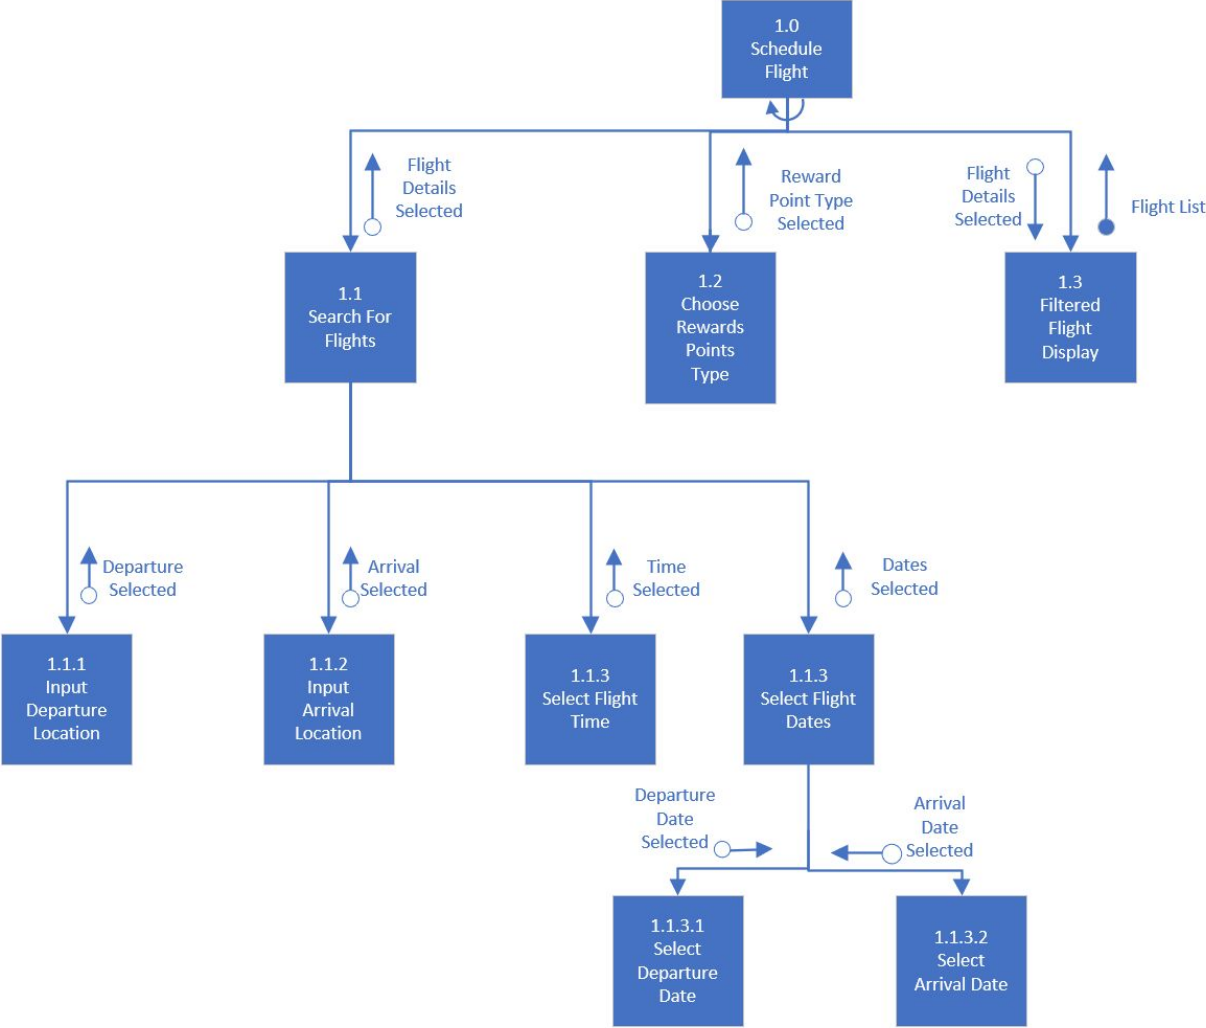 1.0
Schedule
Flight
Flight
Details
Selected
Reward
Point Type
Selected
Flight
Details
Selected
Flight List
1.1
Search For
Flights
1.2
Choose
Rewards
Points
Type
1.3
Filtered
Flight
Display
Departure
Selected
Arrival
Selected
Time
Selected
Dates
Selected
1.1.1
Input
Departure
Location
1.1.2
Input
Arrival
Location
1.1.3
Select Flight
Time
1.1.3
Select Flight
Dates
Departure
Date
Selected
Arrival
Date
Selected
1.1.3.1
Select
Departure
Date
1.1.3.2
Select
Arrival Date